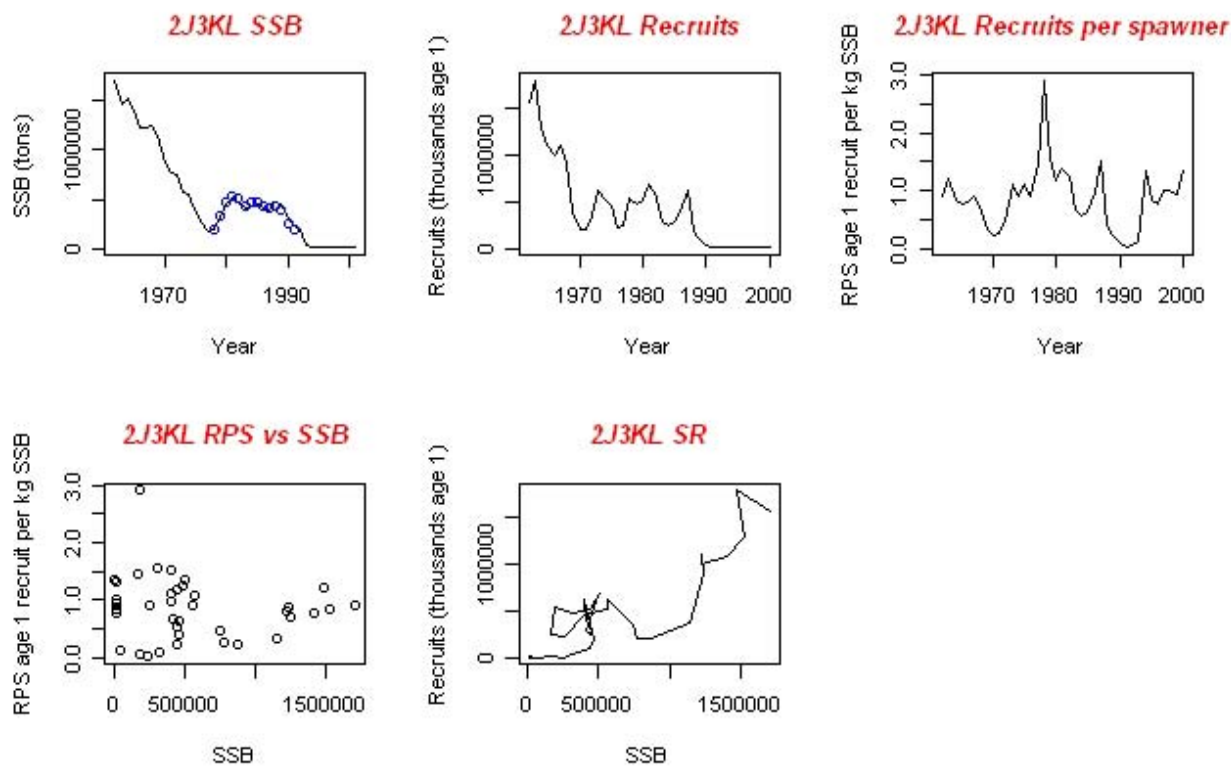 2J3KL SSB
SSB (tons)
0 1000000
1970 1990
Year
2J3KL Recruits
Recruits (thousands age 1)
0 1000000
1970 1980 1990 2000
Year
2J3KL Recruits per spawner
RPS age 1 recruit per kg SSB
0.0 1.0 2.0 3.0
1970 1980 1990 2000
Year
2J3KL RPS vs SSB
RPS age 1 recruit per kg SSB
0.0 1.0 2.0 3.0
0 500000 1500000
SSB
2J3KL SR
Recruits (thousands age 1)
0 1000000
0 500000 1500000
SSB